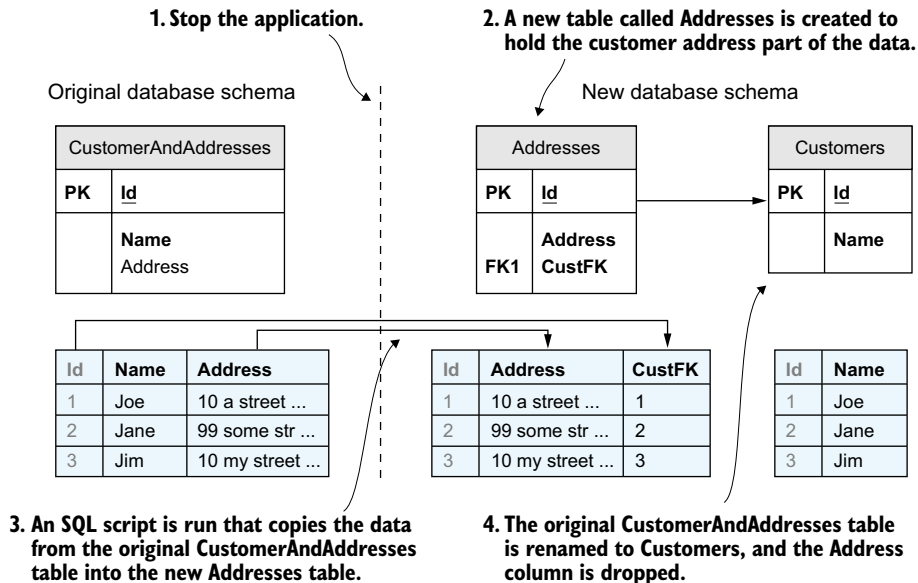 1. Stop the application.
2. A new table called Addresses is created to
hold the customer address part of the data.
Original database schema
New database schema
CustomerAndAddresses
PK Id
Name
Address
Addresses
PK Id
Address
FK1 CustFK
Customers
PK Id
Name
Id Name Address
1 Joe 10 a street ...
2 Jane 99 some str ...
3 Jim 10 my street ...
Id Address CustFK
1 10 a street ... 1
2 99 some str ... 2
3 10 my street ... 3
Id Name
1 Joe
2 Jane
3 Jim
3. An SQL script is run that copies the data
from the original CustomerAndAddresses
table into the new Addresses table.
4. The original CustomerAndAddresses table
is renamed to Customers, and the Address
column is dropped.